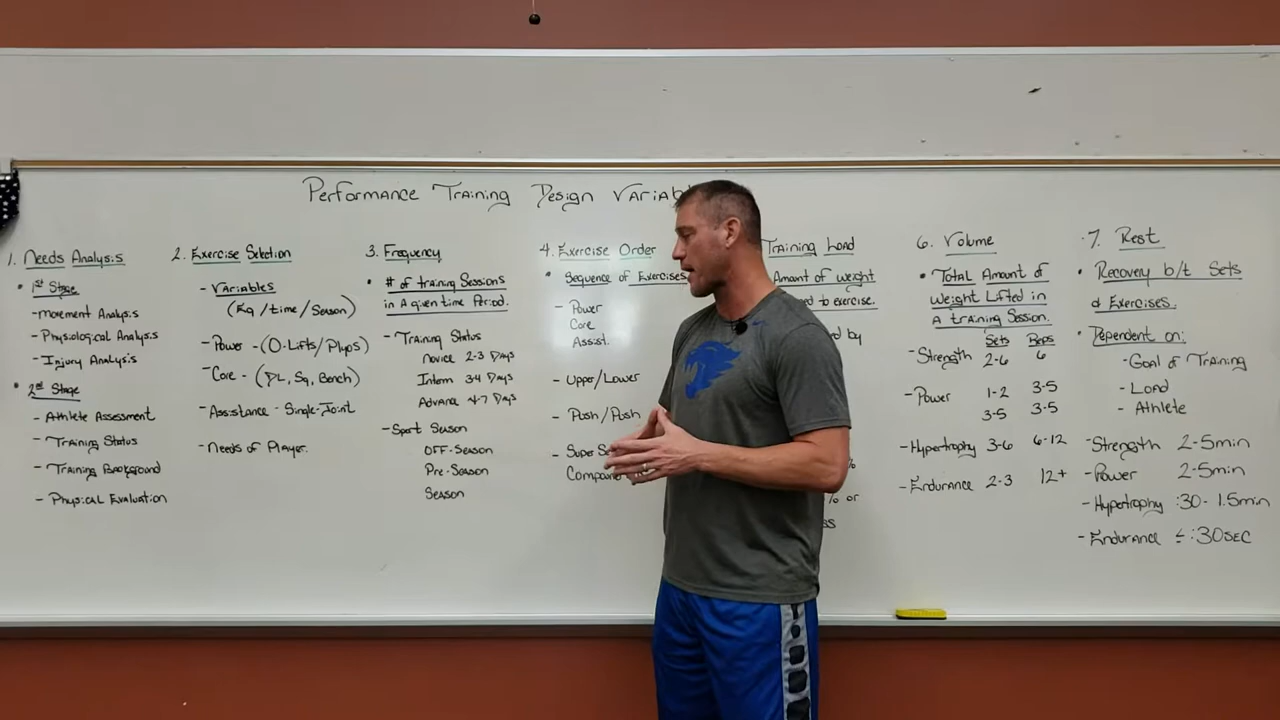 Performance Training Design
1. Needs Analysis
• 1st Stage
- Movement Analysis
- Physiological Analysis
- Injury Analysis
• 2nd Stage
- Athlete Assessment
- Training Status
- Training Background
- Physical Evaluation
2. Exercise Selection
- Variables
(Eq/time/Season)
- Power - (O-Lifts/Plyos)
- Core - (DL, Sq, Bench)
- Assistance - Single-Joint
- Needs of Player.
3. Frequency
• # of training Sessions
in A given time Period.
- Training Status
Novice 2-3 Days
Interm 3-4 Days
Advance 4-7 Days
- Sport Season
OFF-Season
Pre-Season
Season
4. Exercise Order
• Sequence of Exercises
- Power
Core
Assist.
- Upper/Lower
- Push/Push
- Super
Training Load
Amount of weight
to exercise.
by
%
% or
6. Volume
• Total Amount of
Weight Lifted in
A training Session.
Sets Reps
- Strength 2-6 6
- Power 1-2 3-5
3-5 3-5
- Hypertrophy 3-6 6-12
- Endurance 2-3 12+
7. Rest
• Recovery b/t Sets
& Exercises.
• Dependent on:
- Goal of Training
- Load
- Athlete
- Strength 2-5min
- Power 2-5min
- Hypertrophy :30-1.5min
- Endurance ≤ :30sec